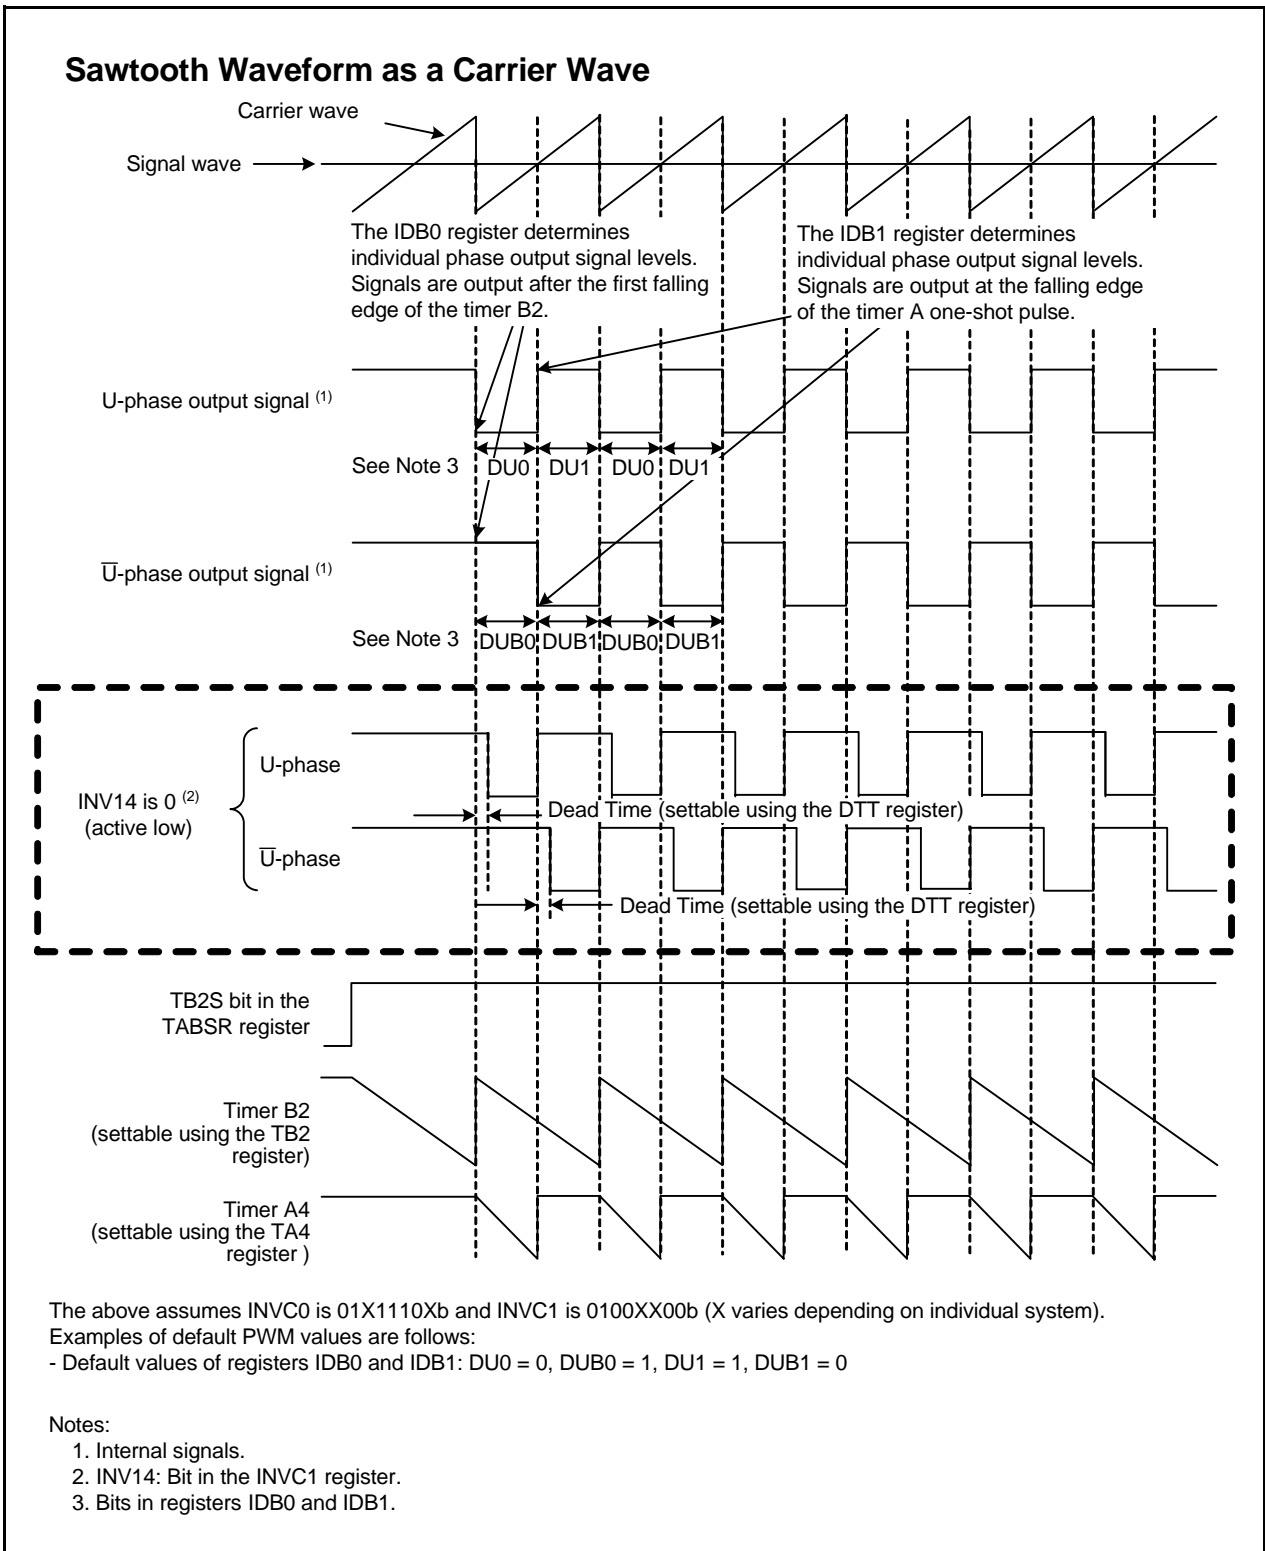 Sawtooth Waveform as a Carrier Wave
Carrier wave
Signal wave
The IDB0 register determines
individual phase output signal levels.
Signals are output after the first falling
edge of the timer B2.
The IDB1 register determines
individual phase output signal levels.
Signals are output at the falling edge
of the timer A one-shot pulse.
U-phase output signal (1)
See Note 3
DU0
DU1
DU0
DU1
U̅-phase output signal (1)
See Note 3
DUB0
DUB1
DUB0
DUB1
INV14 is 0 (2)
(active low)
U-phase
Dead Time (settable using the DTT register)
U̅-phase
Dead Time (settable using the DTT register)
TB2S bit in the
TABSR register
Timer B2
(settable using the TB2
register)
Timer A4
(settable using the TA4
register )
The above assumes INVC0 is 01X1110Xb and INVC1 is 0100XX00b (X varies depending on individual system).
Examples of default PWM values are follows:
- Default values of registers IDB0 and IDB1: DU0 = 0, DUB0 = 1, DU1 = 1, DUB1 = 0
Notes:
1. Internal signals.
2. INV14: Bit in the INVC1 register.
3. Bits in registers IDB0 and IDB1.